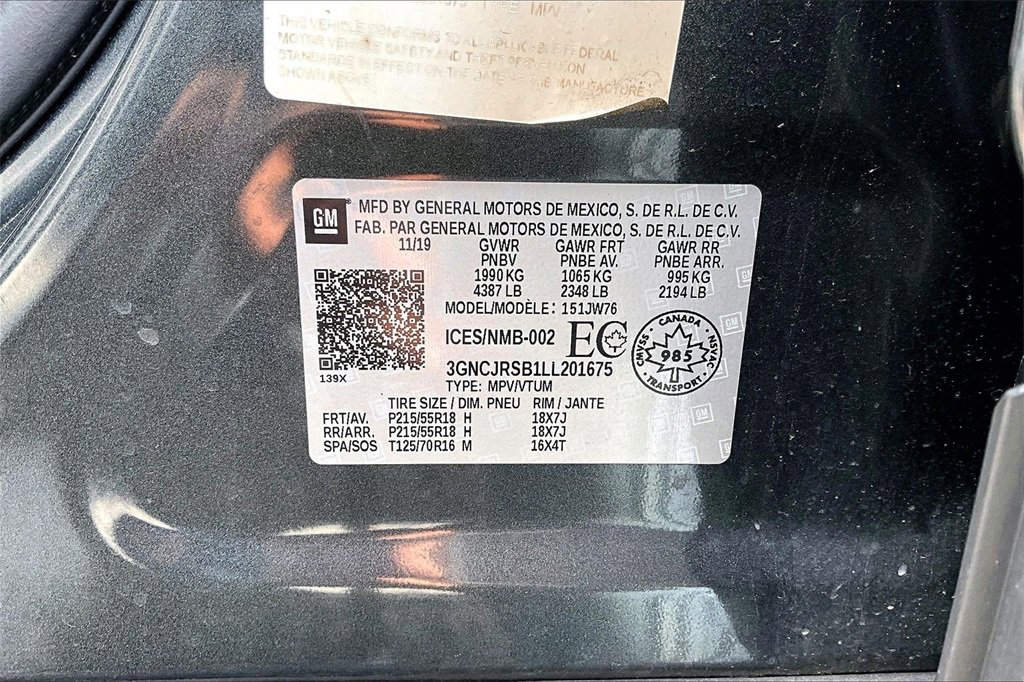 MPV
THIS VEHICLE CONFORMS TO ALL APPLICABLE FEDERAL
MOTOR VEHICLE SAFETY AND THEFT PREVENTION
STANDARDS IN EFFECT ON THE DATE OF THE MANUFACTURE
SHOWN ABOVE.
GM
MFD BY GENERAL MOTORS DE MEXICO, S. DE R.L. DE C.V.
FAB. PAR GENERAL MOTORS DE MEXICO, S. DE R.L. DE C.V.
11/19 GVWR GAWR FRT GAWR RR
PNBV PNBE AV. PNBE ARR.
1990 KG 1065 KG 995 KG
4387 LB 2348 LB 2194 LB
MODEL/MODÈLE: 151JW76
ICES/NMB-002 EC
3GNCJRSB1LL201675
TYPE: MPV/VTUM
CANADA
CMVSS 985 NSVAC
TRANSPORT
139X
TIRE SIZE / DIM. PNEU RIM / JANTE
FRT/AV. P215/55R18 H 18X7J
RR/ARR. P215/55R18 H 18X7J
SPA/SOS T125/70R16 M 16X4T